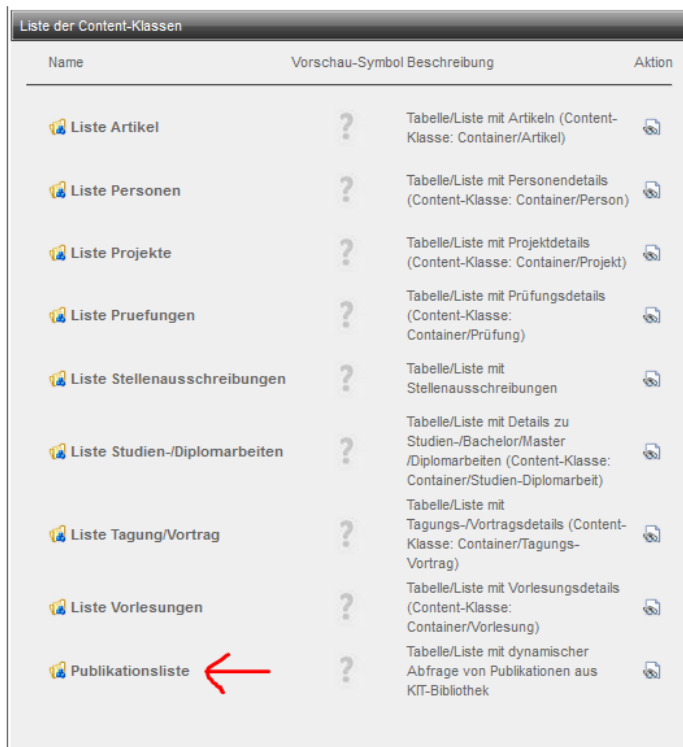 Liste der Content-Klassen
Name Vorschau-Symbol Beschreibung Aktion
Liste Artikel
Tabelle/Liste mit Artikeln (Content-
Klasse: Container/Artikel)
Liste Personen
Tabelle/Liste mit Personendetails
(Content-Klasse: Container/Person)
Liste Projekte
Tabelle/Liste mit Projektdetails
(Content-Klasse: Container/Projekt)
Liste Pruefungen
Tabelle/Liste mit Prüfungsdetails
(Content-Klasse:
Container/Prüfung)
Liste Stellenausschreibungen
Tabelle/Liste mit
Stellenausschreibungen
Liste Studien-/Diplomarbeiten
Tabelle/Liste mit Details zu
Studien-/Bachelor/Master
/Diplomarbeiten (Content-Klasse:
Container/Studien-Diplomarbeit)
Liste Tagung/Vortrag
Tabelle/Liste mit
Tagungs-/Vortragsdetails (Content-
Klasse: Container/Tagungs-
Vortrag)
Liste Vorlesungen
Tabelle/Liste mit Vorlesungsdetails
(Content-Klasse:
Container/Vorlesung)
Publikationsliste
Tabelle/Liste mit dynamischer
Abfrage von Publikationen aus
KIT-Bibliothek